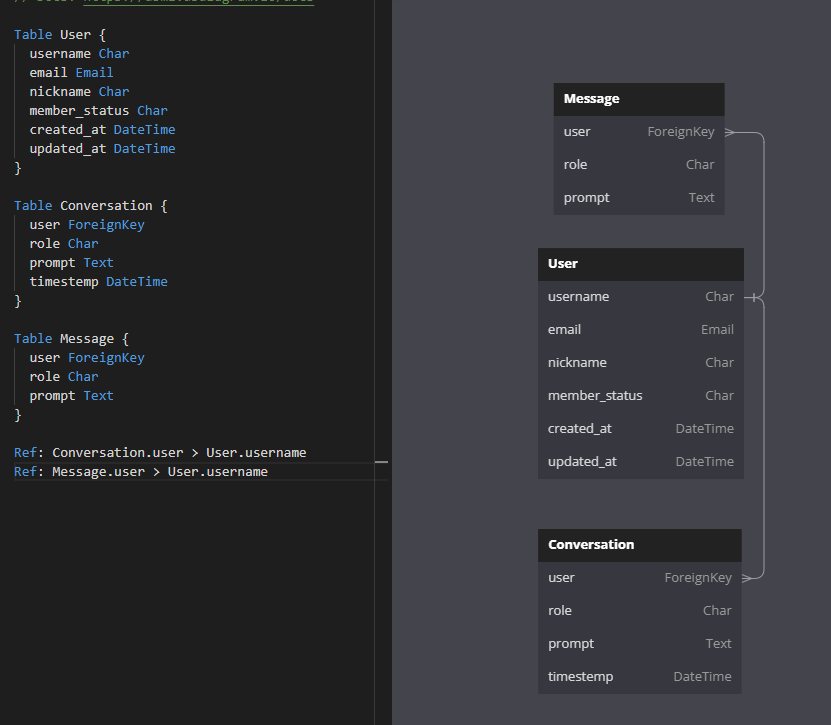 Table User {
username Char
email Email
nickname Char
member_status Char
created_at DateTime
updated_at DateTime
}
Table Conversation {
user ForeignKey
role Char
prompt Text
timestemp DateTime
}
Table Message {
user ForeignKey
role Char
prompt Text
}
Ref: Conversation.user > User.username
Ref: Message.user > User.username
Message
user ForeignKey
role Char
prompt Text
User
username Char
email Email
nickname Char
member_status Char
created_at DateTime
updated_at DateTime
Conversation
user ForeignKey
role Char
prompt Text
timestemp DateTime